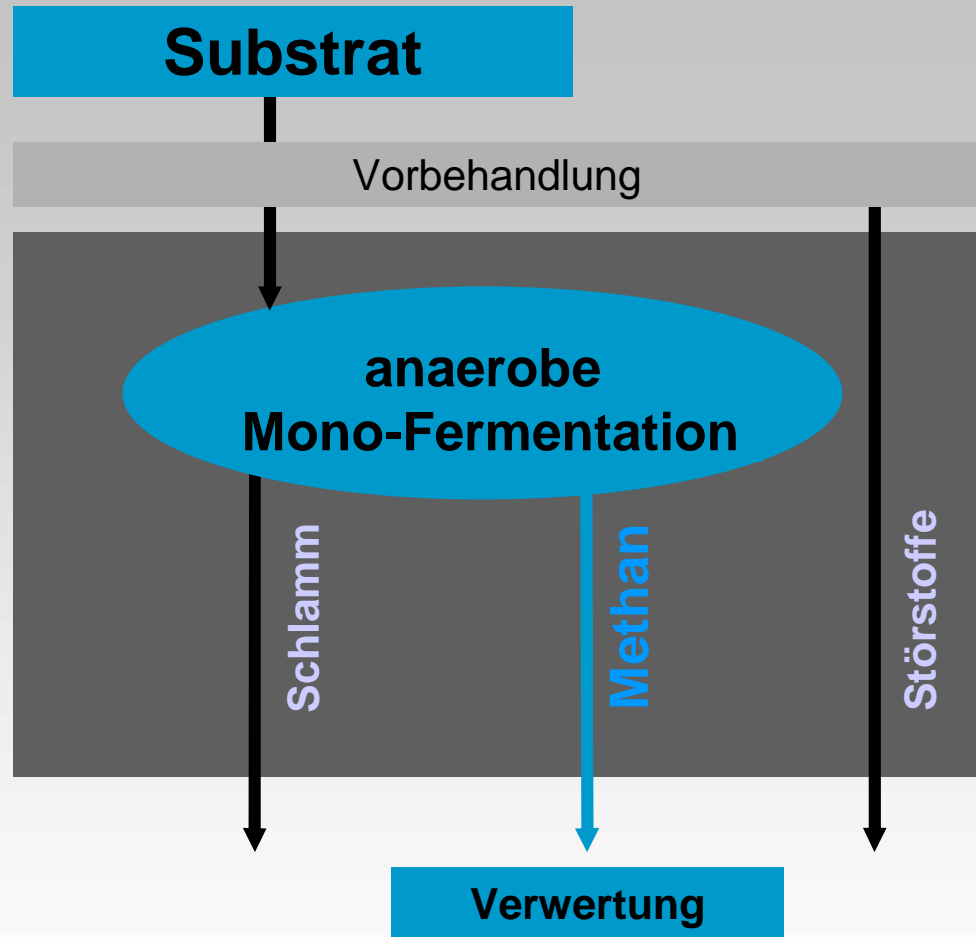 Substrat
Vorbehandlung
anaerobe
Mono-Fermentation
Schlamm
Methan
Störstoffe
Verwertung